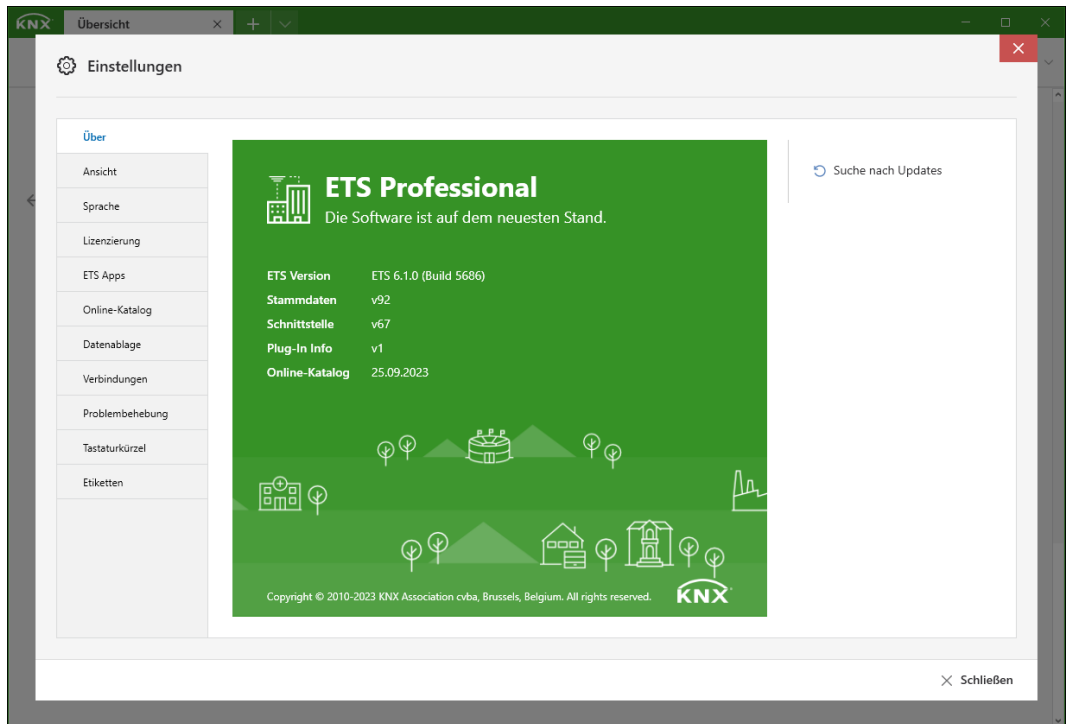 KNX Übersicht
Einstellungen
Über
Ansicht
Sprache
Lizenzierung
ETS Apps
Online-Katalog
Datenablage
Verbindungen
Problembehebung
Tastaturkürzel
Etiketten
ETS Professional
Die Software ist auf dem neuesten Stand.
ETS Version ETS 6.1.0 (Build 5686)
Stammdaten v92
Schnittstelle v67
Plug-In Info v1
Online-Katalog 25.09.2023
Copyright © 2010-2023 KNX Association cvba, Brussels, Belgium. All rights reserved. KNX
Suche nach Updates
Schließen